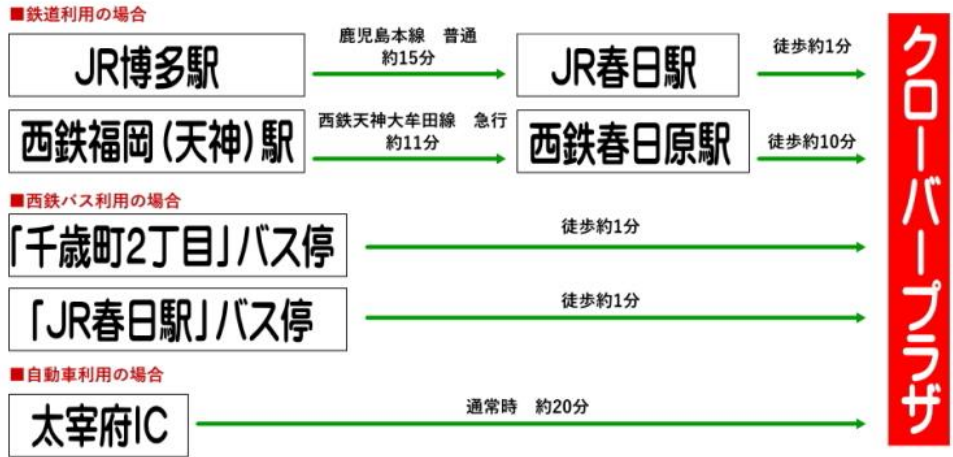 ■鉄道利用の場合
JR博多駅
鹿児島本線　普通
約15分
JR春日駅
徒歩約1分
西鉄福岡(天神)駅
西鉄天神大牟田線　急行
約11分
西鉄春日原駅
徒歩約10分
■西鉄バス利用の場合
「千歳町2丁目」バス停
徒歩約1分
「JR春日駅」バス停
徒歩約1分
■自動車利用の場合
太宰府IC
通常時　約20分
クローバープラザ